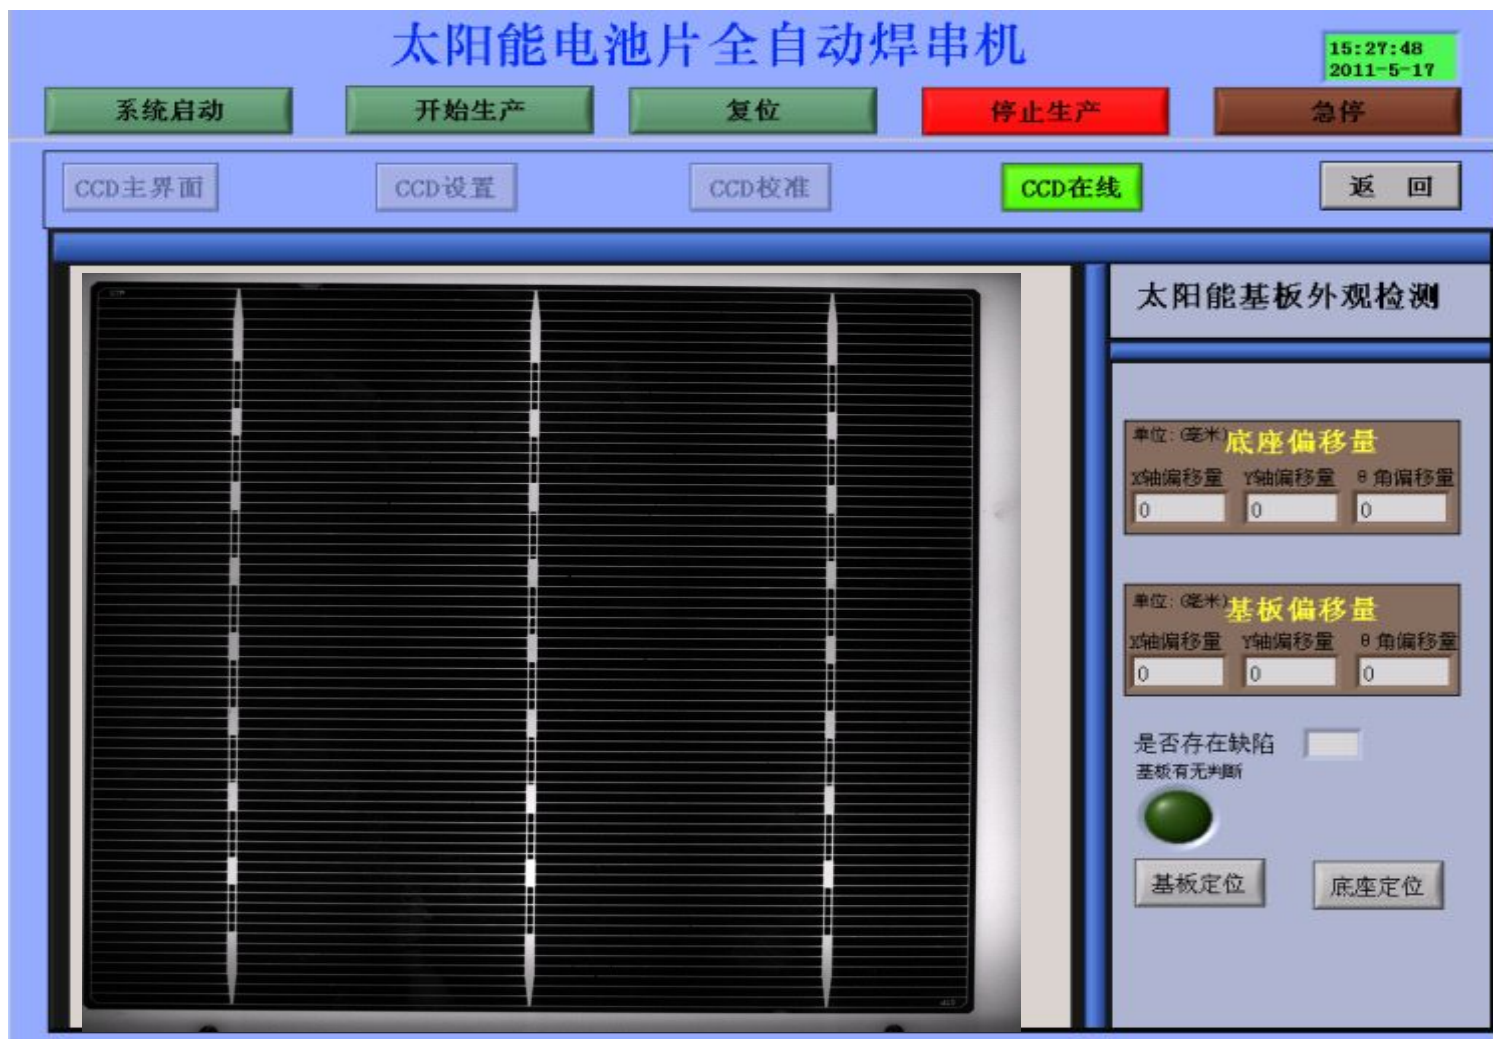 太阳能电池片全自动焊串机
15:27:48
2011-5-17
系统启动
开始生产
复位
停止生产
急停
CCD主界面
CCD设置
CCD校准
CCD在线
返 回
太阳能基板外观检测
单位:(毫米)
底座偏移量
X轴偏移量 Y轴偏移量 θ角偏移量
0 0 0
单位:(毫米)
基板偏移量
X轴偏移量 Y轴偏移量 θ角偏移量
0 0 0
是否存在缺陷
基板有无判断
基板定位
底座定位